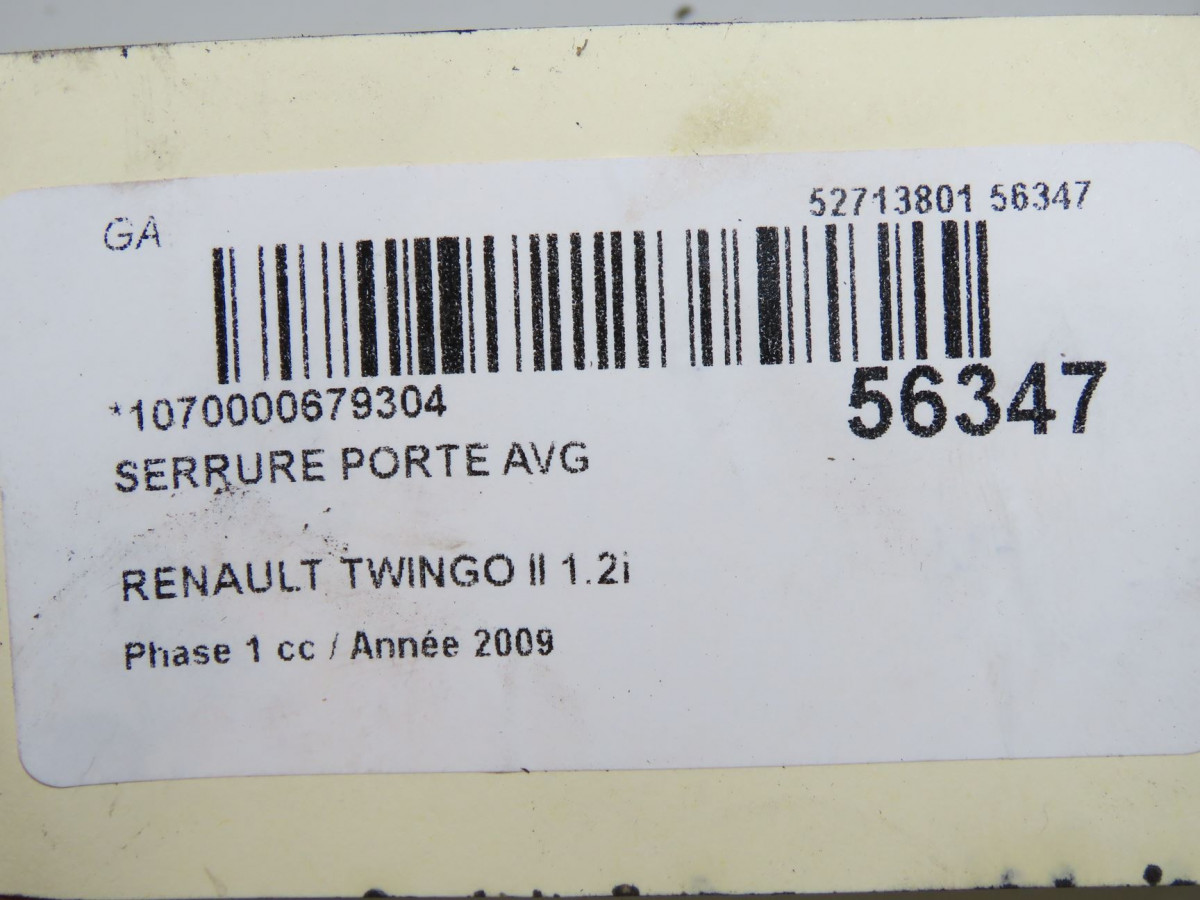 GA
52713801 56347
*1070000679304
56347
SERRURE PORTE AVG
RENAULT TWINGO II 1.2i
Phase 1 cc / Année 2009